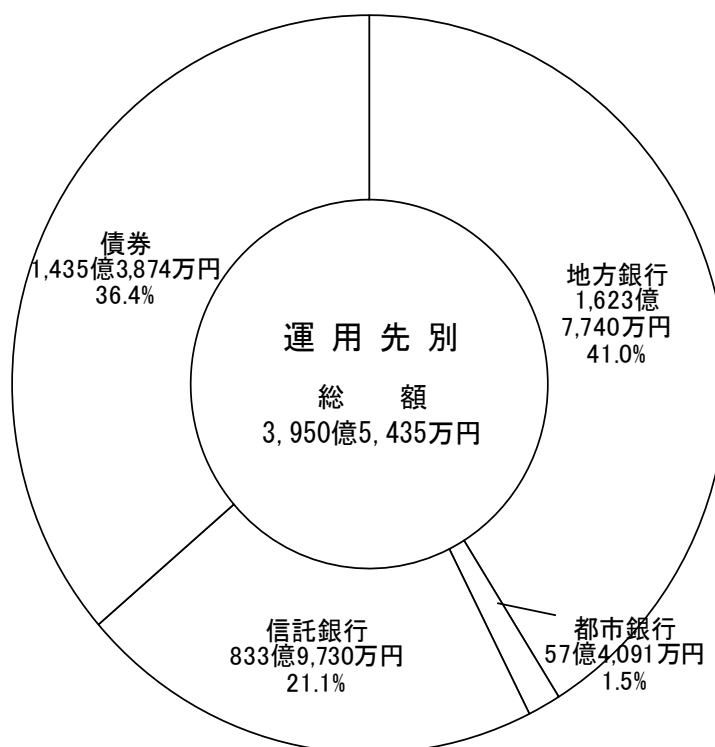 運用先別
総　額
3,950億5,435万円
地方銀行
1,623億
7,740万円
41.0%
都市銀行
57億4,091万円
1.5%
信託銀行
833億9,730万円
21.1%
債券
1,435億3,874万円
36.4%